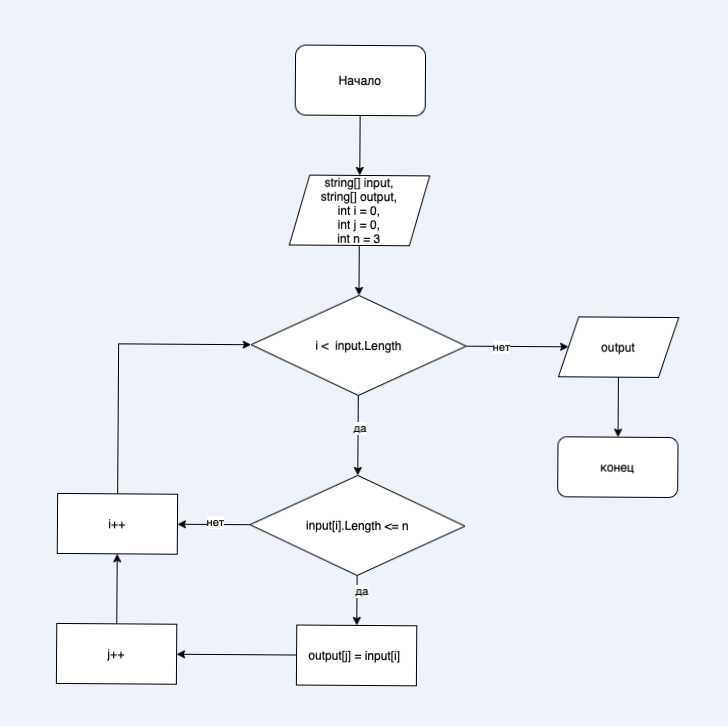 Начало
string[] input,
string[] output,
int i = 0,
int j = 0,
int n = 3
i < input.Length
нет
output
да
конец
i++
нет
input[i].Length <= n
да
j++
output[j] = input[i]